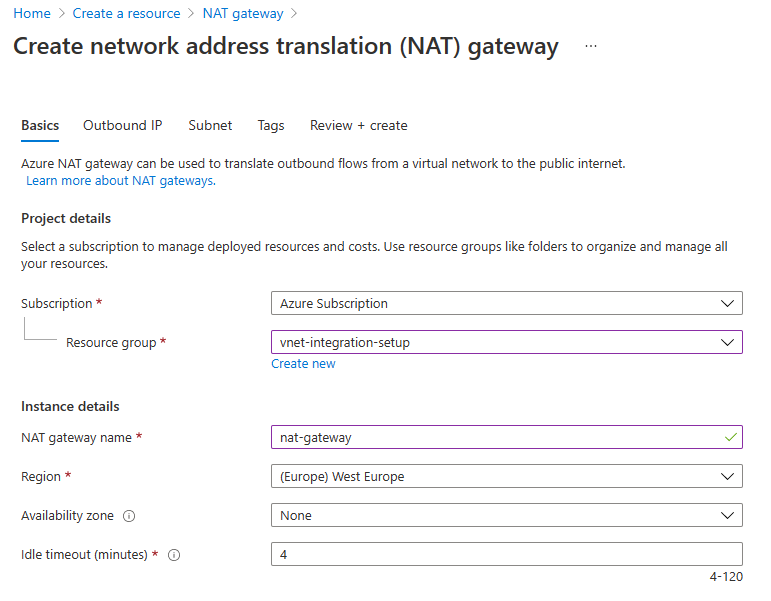 Home > Create a resource > NAT gateway >
Create network address translation (NAT) gateway ...
Basics Outbound IP Subnet Tags Review + create
Azure NAT gateway can be used to translate outbound flows from a virtual network to the public internet.
Learn more about NAT gateways.
Project details
Select a subscription to manage deployed resources and costs. Use resource groups like folders to organize and manage all
your resources.
Subscription * Azure Subscription
Resource group * vnet-integration-setup
Create new
Instance details
NAT gateway name * nat-gateway
Region * (Europe) West Europe
Availability zone None
Idle timeout (minutes) * 4
4-120